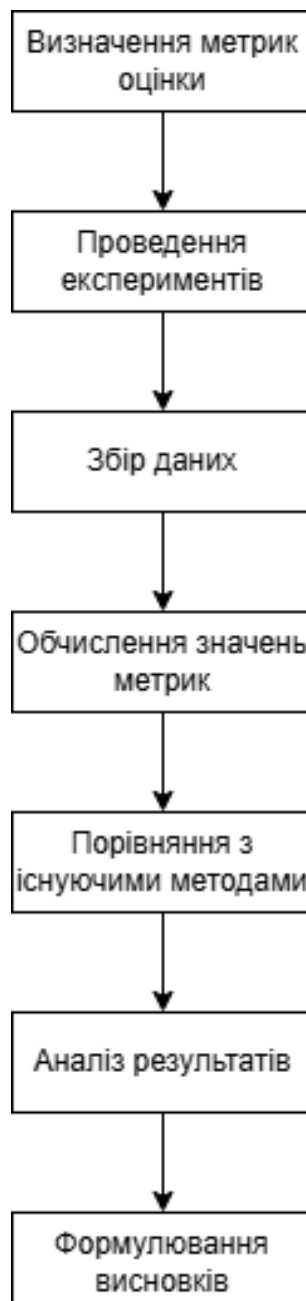 Визначення метрик
оцінки
Проведення
експериментів
Збір даних
Обчислення значень
метрик
Порівняння з
існуючими методами
Аналіз результатів
Формулювання
висновків